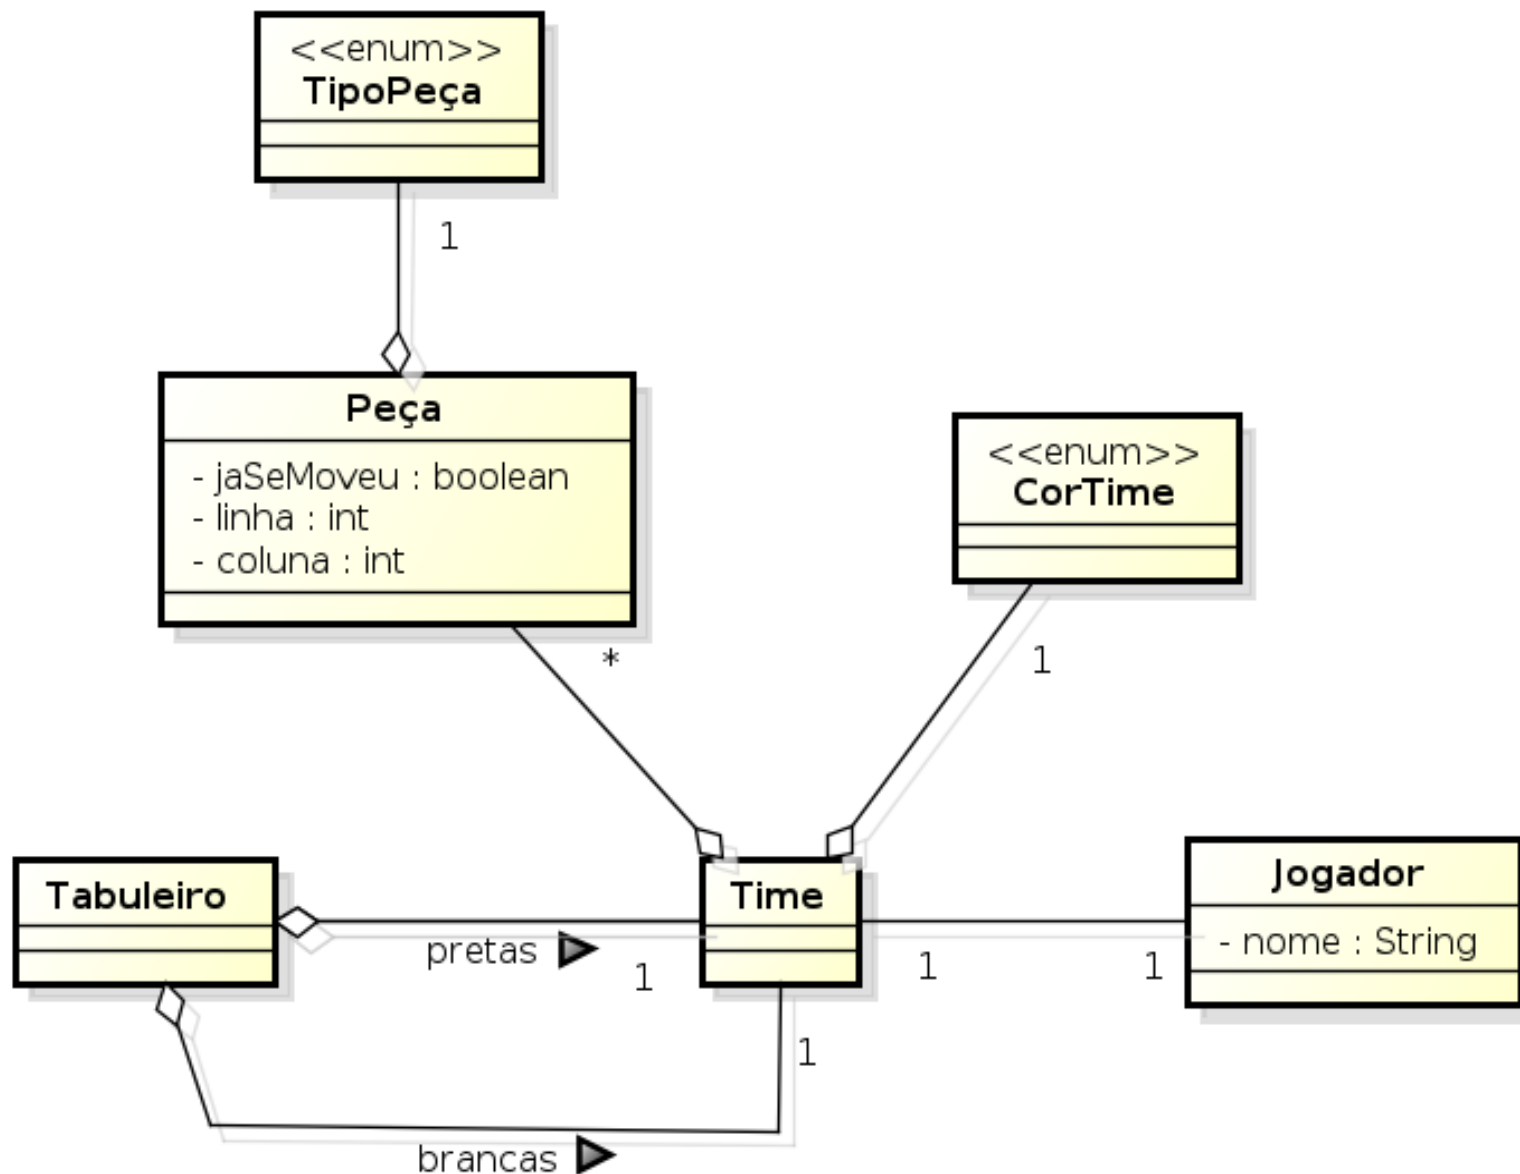 <<enum>>
TipoPeça
1
Peça
- jaSeMoveu : boolean
- linha : int
- coluna : int
*
<<enum>>
CorTime
1
Tabuleiro
pretas
1
Time
1
1
Jogador
- nome : String
1
brancas